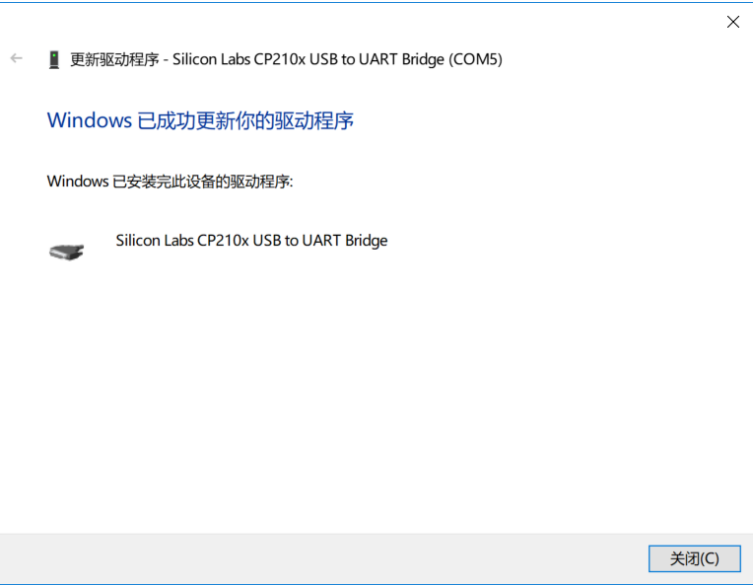 更新驱动程序 - Silicon Labs CP210x USB to UART Bridge (COM5)
Windows 已成功更新你的驱动程序
Windows 已安装完此设备的驱动程序:
Silicon Labs CP210x USB to UART Bridge
关闭(C)